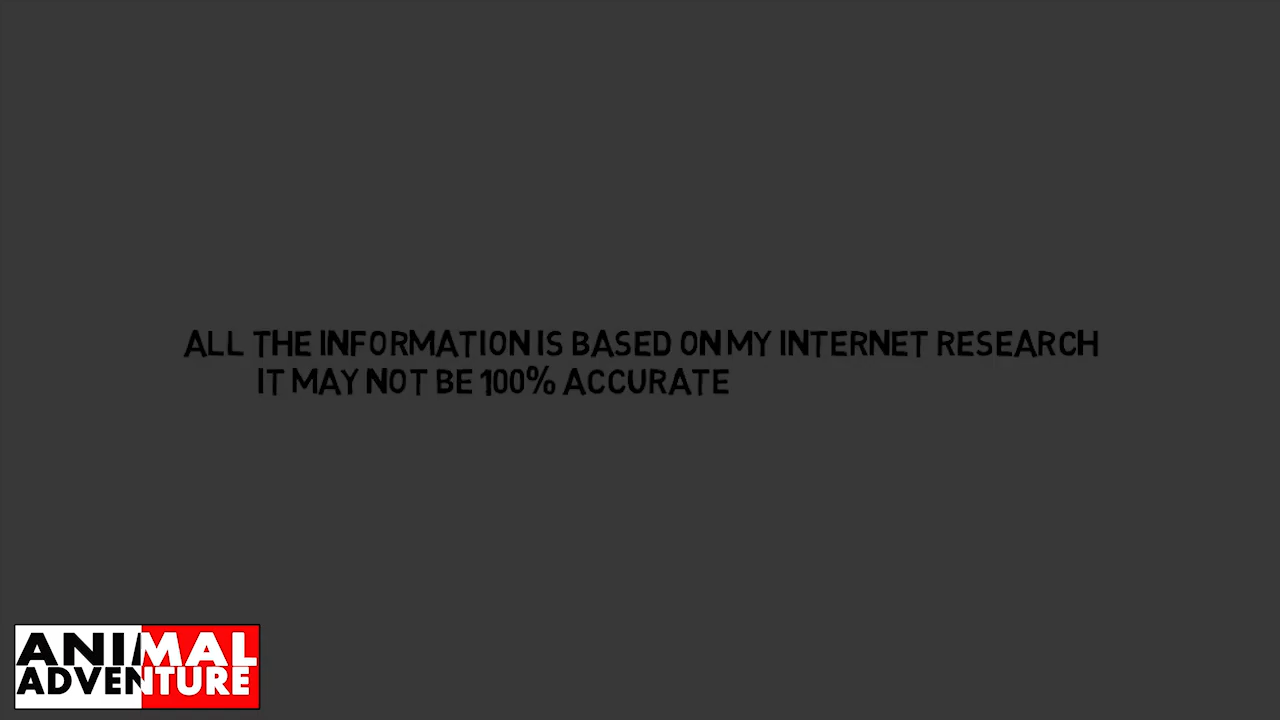 ALL THE INFORMATION IS BASED ON MY INTERNET RESEARCH
IT MAY NOT BE 100% ACCURATE
ANIMAL
ADVENTURE